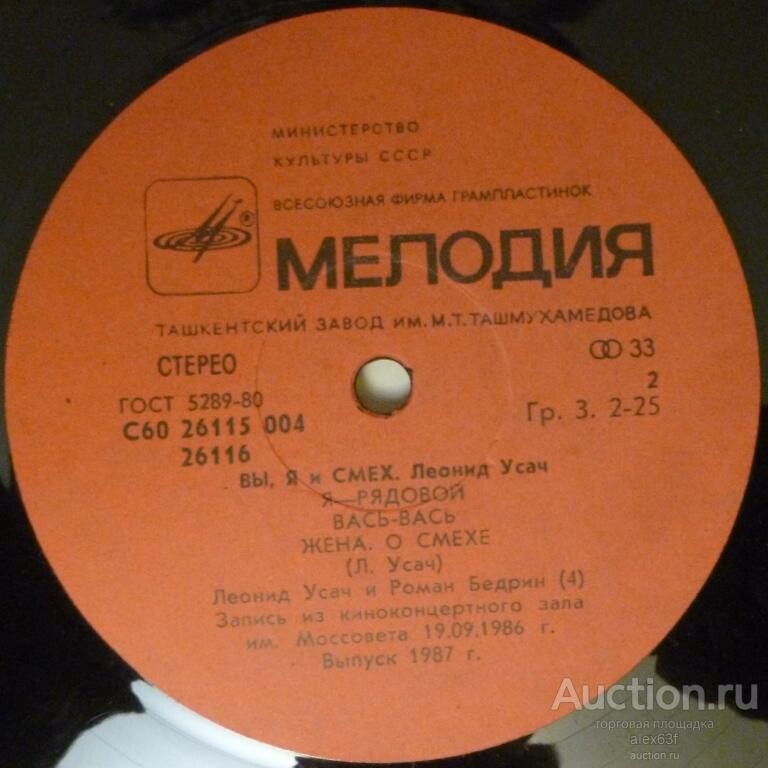 МИНИСТЕРСТВО
КУЛЬТУРЫ СССР
ВСЕСОЮЗНАЯ ФИРМА ГРАМПЛАСТИНОК
®
МЕЛОДИЯ
ТАШКЕНТСКИЙ ЗАВОД ИМ. М.Т. ТАШМУХАМЕДОВА
СТЕРЕО
33
ГОСТ 5289-80
2
С60 26115 004
Гр. 3. 2-25
26116
ВЫ, Я и СМЕХ. Леонид Усач
Я—РЯДОВОЙ
ВАСЬ-ВАСЬ
ЖЕНА. О СМЕХЕ
(Л. Усач)
Леонид Усач и Роман Бедрин (4)
Запись из киноконцертного зала
им. Моссовета 19.09.1986 г.
Выпуск 1987 г.
Auction.ru
торговая площадка
alex63f
auction.ru